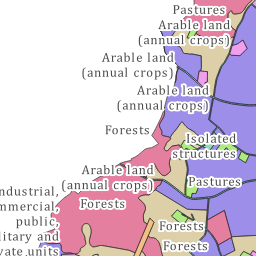 Pastures
Arable land
(annual crops)
Arable land
(annual crops)
Arable land
(annual crops)
Forests
Isolated
structures
Arable land
(annual crops)
Pastures
Forests
ndustrial,
mmercial,
public,
litary and
vate units
Forests
Forests